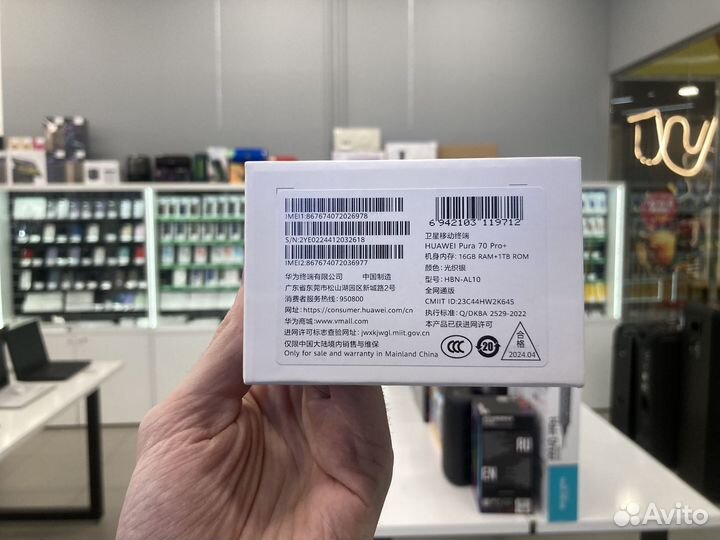 IMEI1:867674072026978
S/N:2YE0224412032618
IMEI2:867674072036977
6 942103 119712
卫星移动终端
HUAWEI Pura 70 Pro+
机身内存: 16GB RAM+1TB ROM
颜色: 光织银
型号: HBN-AL10
全网通版
CMIIT ID:23C44HW2K645
执行标准: Q/DKBA 2529-2022
本产品已获进网许可
华为终端有限公司 中国制造
广东省东莞市松山湖园区新城路2号
消费者服务热线: 950800
网址: https://consumer.huawei.com/cn
华为商城: www.vmall.com
进网许可标志查验网址: jwxkjwgl.miit.gov.cn
仅限中国大陆境内销售与维保
Only for sale and warranty in Mainland China
CCC
20
合格
2024.04
RU
EN
Avito